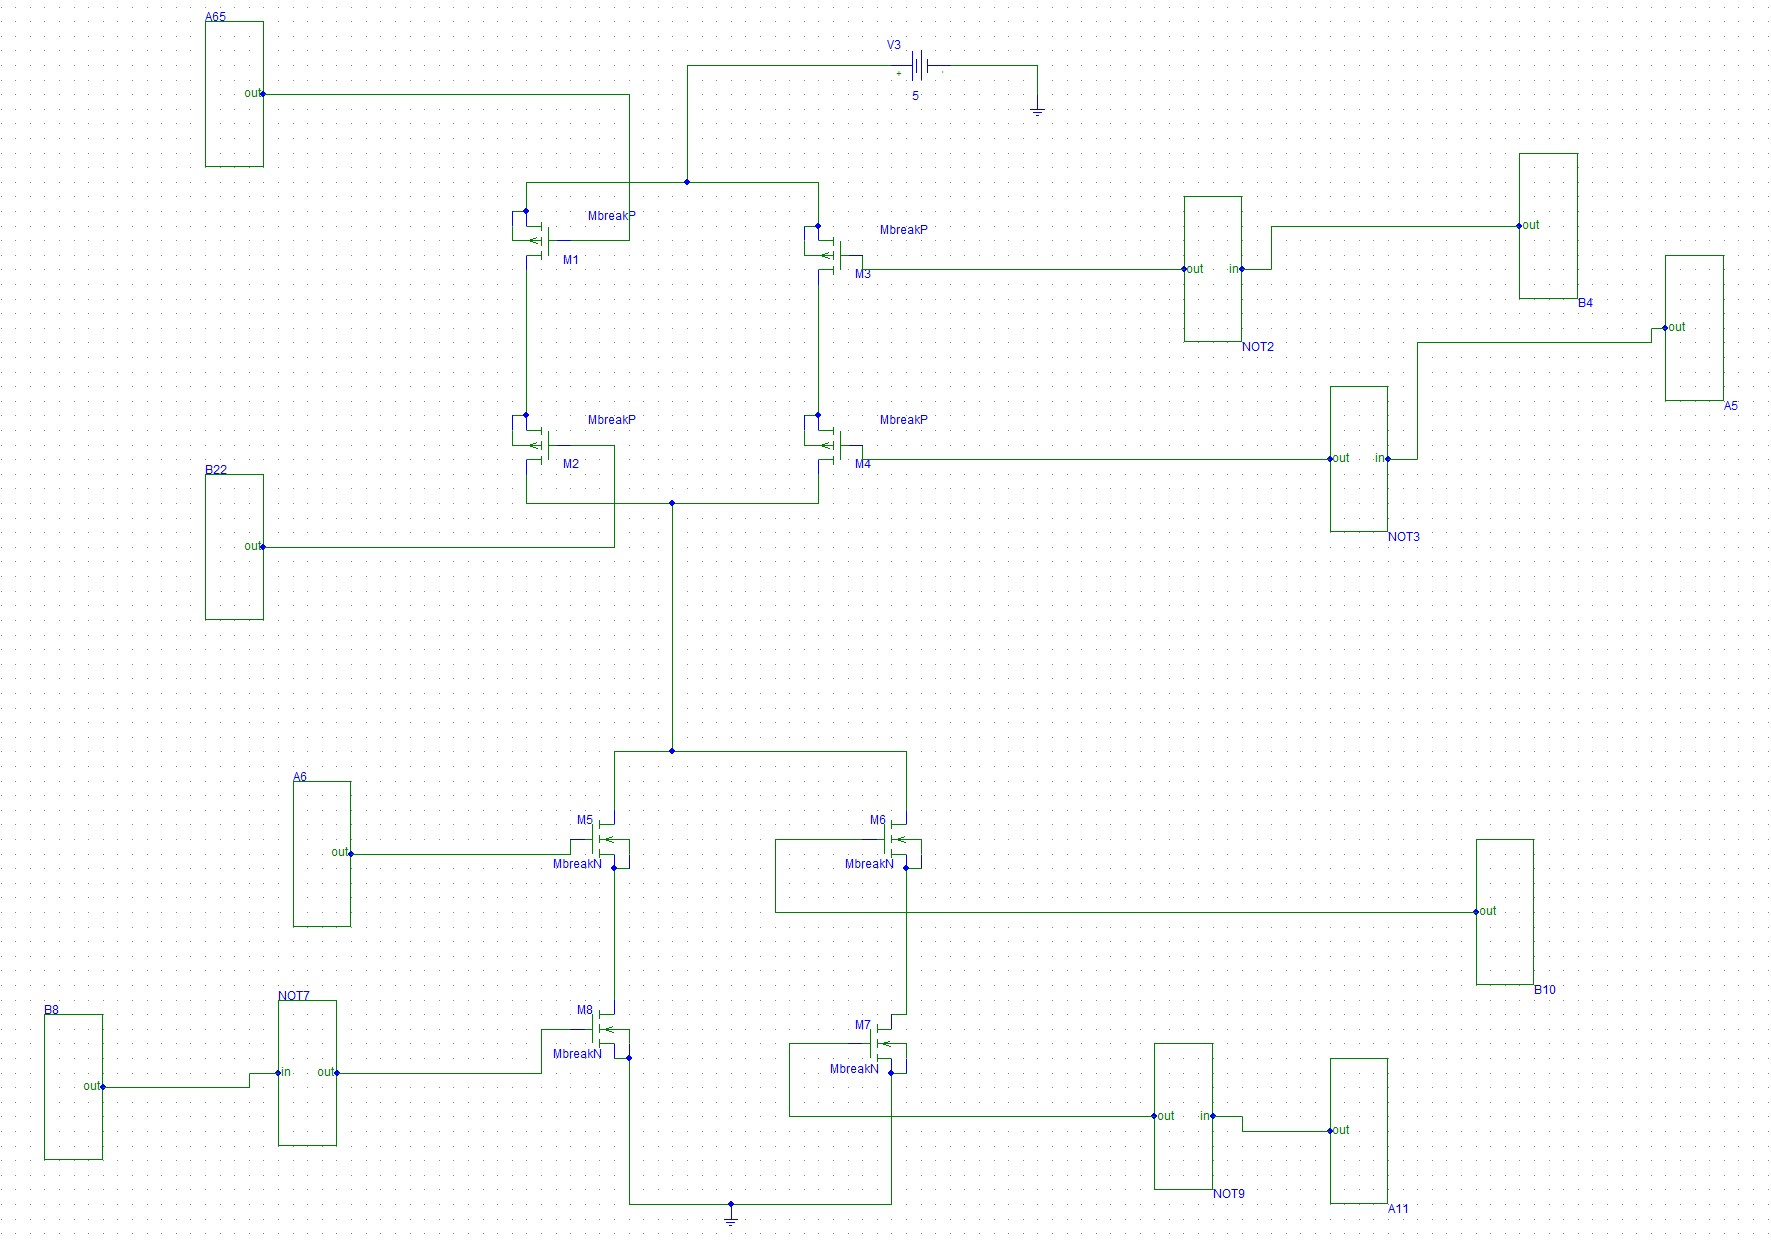 A65
V3
+
5
out
MbreakP
MbreakP
M1
M3
out
in
NOT2
out
B4
out
A5
MbreakP
MbreakP
M2
M4
out
in
NOT3
B22
out
A6
out
M5
MbreakN
M6
MbreakN
out
B10
NOT7
B8
M8
MbreakN
M7
MbreakN
in
out
out
out
in
out
NOT9
A11